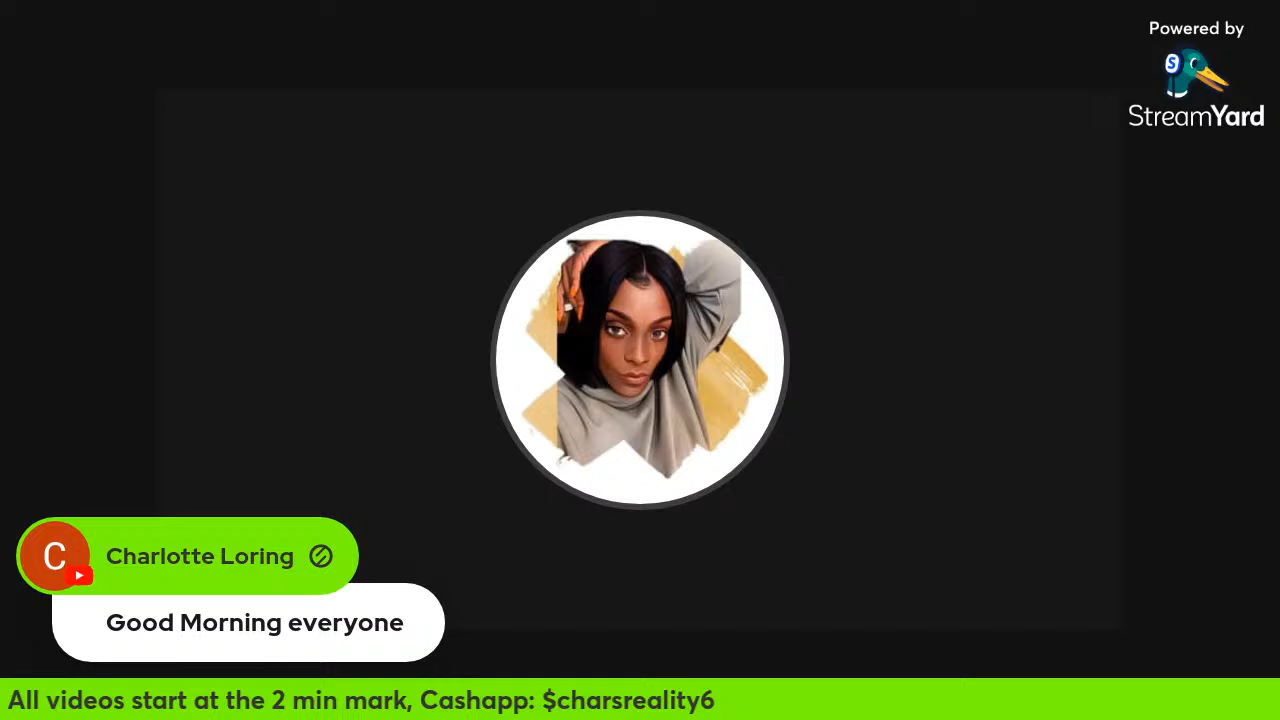 Powered by
S
StreamYard
C
Charlotte Loring
Good Morning everyone
All videos start at the 2 min mark, Cashapp: $charsreality6